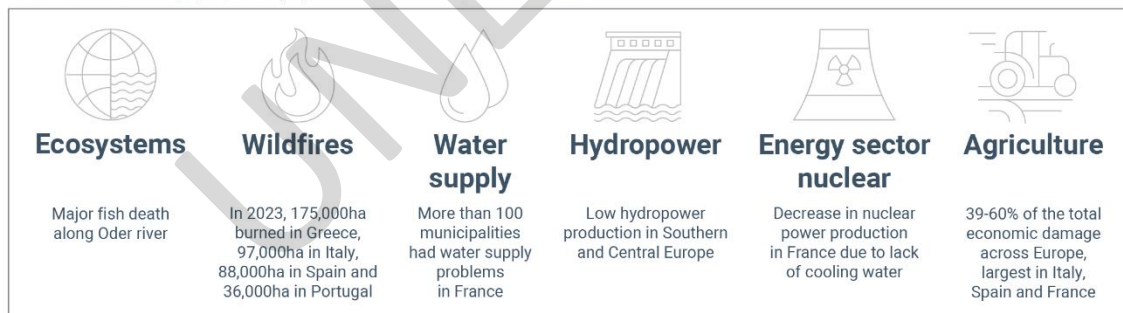 Ecosystems
Major fish death
along Oder river
Wildfires
In 2023, 175,000ha
burned in Greece,
97,000ha in Italy,
88,000ha in Spain and
36,000ha in Portugal
Water
supply
More than 100
municipalities
had water supply
problems
in France
Hydropower
Low hydropower
production in Southern
and Central Europe
Energy sector
nuclear
Decrease in nuclear
power production
in France due to lack
of cooling water
Agriculture
39-60% of the total
economic damage
across Europe,
largest in Italy,
Spain and France